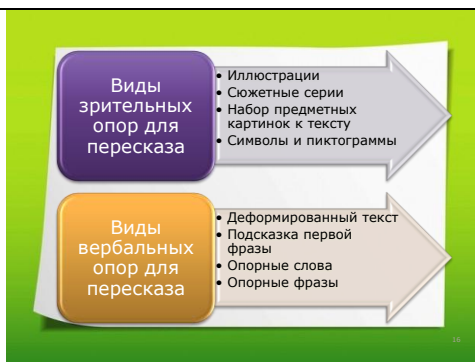 Виды
зрительных
опор для
пересказа
• Иллюстрации
• Сюжетные серии
• Набор предметных
картинок к тексту
• Символы и пиктограммы
Виды
вербальных
опор для
пересказа
• Деформированный текст
• Подсказка первой
фразы
• Опорные слова
• Опорные фразы
16